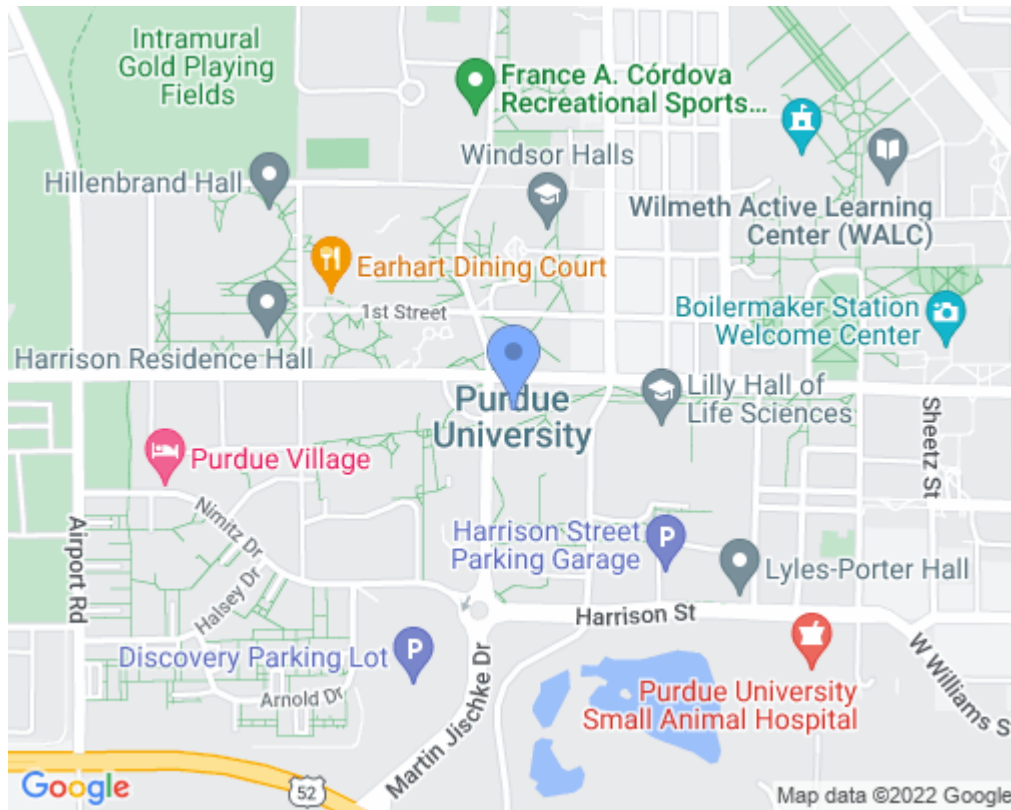 Intramural
Gold Playing
Fields
France A. Córdova
Recreational Sports...
Windsor Halls
Hillenbrand Hall
Wilmeth Active Learning
Center (WALC)
Earhart Dining Court
1st Street
Boilermaker Station
Welcome Center
Harrison Residence Hall
Purdue
University
Lilly Hall of
Life Sciences
Sheetz St
Purdue Village
Nimitz Dr
Airport Rd
Harrison Street
Parking Garage
Lyles-Porter Hall
Halsey Dr
Harrison St
Discovery Parking Lot
W Williams S
Arnold Dr
Martin Jischke Dr
Purdue University
Small Animal Hospital
52
Google
Map data ©2022 Google